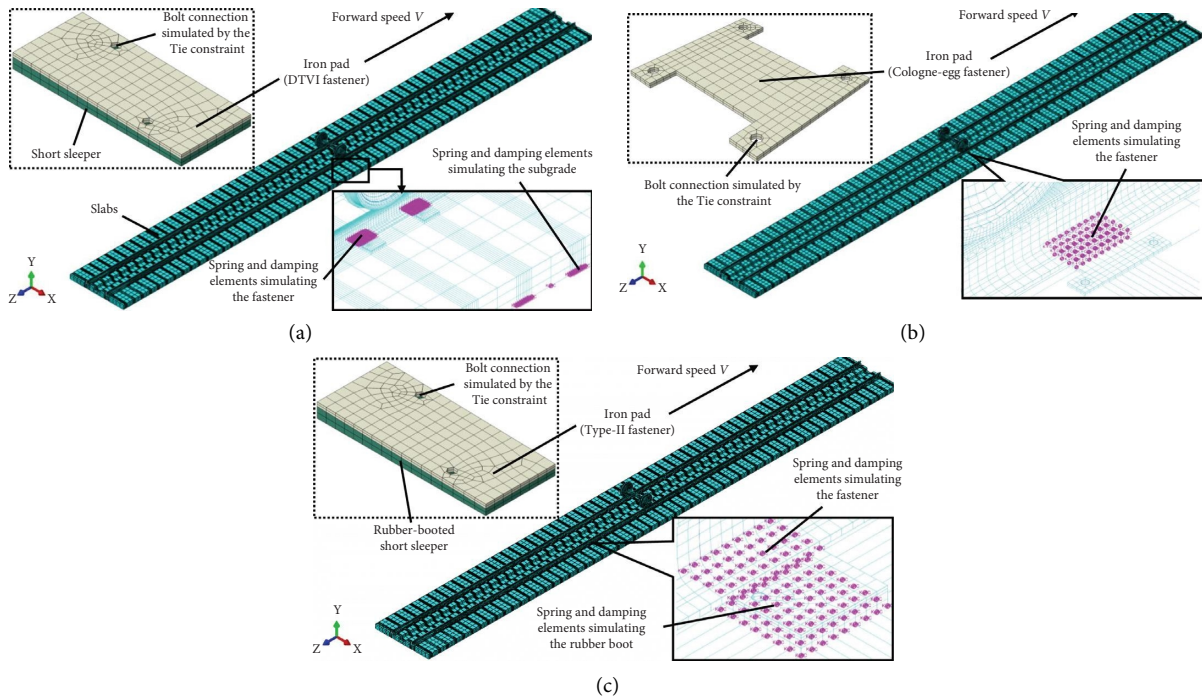 Bolt connection
simulated by the
Tie constraint
Forward speed V
Iron pad
(DTVI fastener)
Short sleeper
Slabs
Spring and damping elements
simulating the subgrade
Spring and damping
elements simulating
the fastener
Y
Z
X
(a)
Forward speed V
Iron pad
(Cologne-egg fastener)
Spring and damping
elements simulating
the fastener
Bolt connection simulated by
the Tie constraint
Y
Z
X
(b)
Bolt connection
simulated by the
Tie constraint
Forward speed V
Iron pad
(Type-II fastener)
Spring and damping
elements simulating
the fastener
Rubber-booted
short sleeper
Spring and damping
elements simulating
the rubber boot
Y
Z
X
(c)